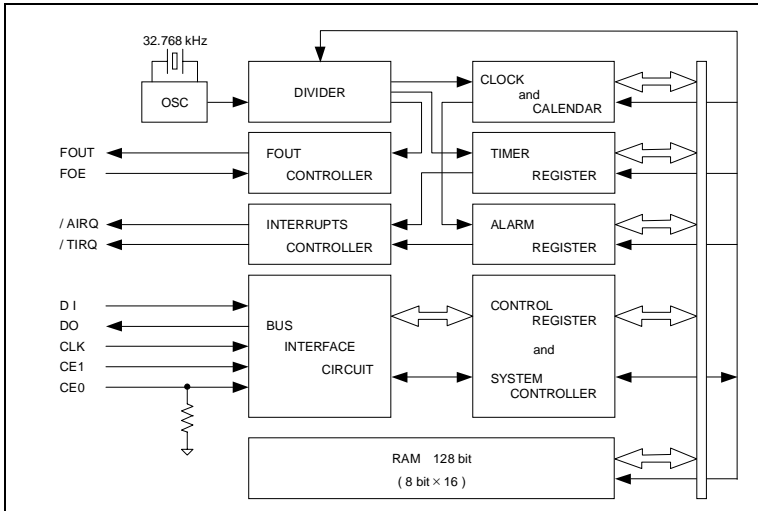 32.768 kHz
OSC
DIVIDER
CLOCK
and
CALENDAR
FOUT
FOE
FOUT
CONTROLLER
TIMER
REGISTER
/ AIRQ
/ TIRQ
INTERRUPTS
CONTROLLER
ALARM
REGISTER
D I
DO
CLK
CE1
CE0
BUS
INTERFACE
CIRCUIT
CONTROL
REGISTER
and
SYSTEM
CONTROLLER
RAM 128 bit
( 8 bit × 16 )